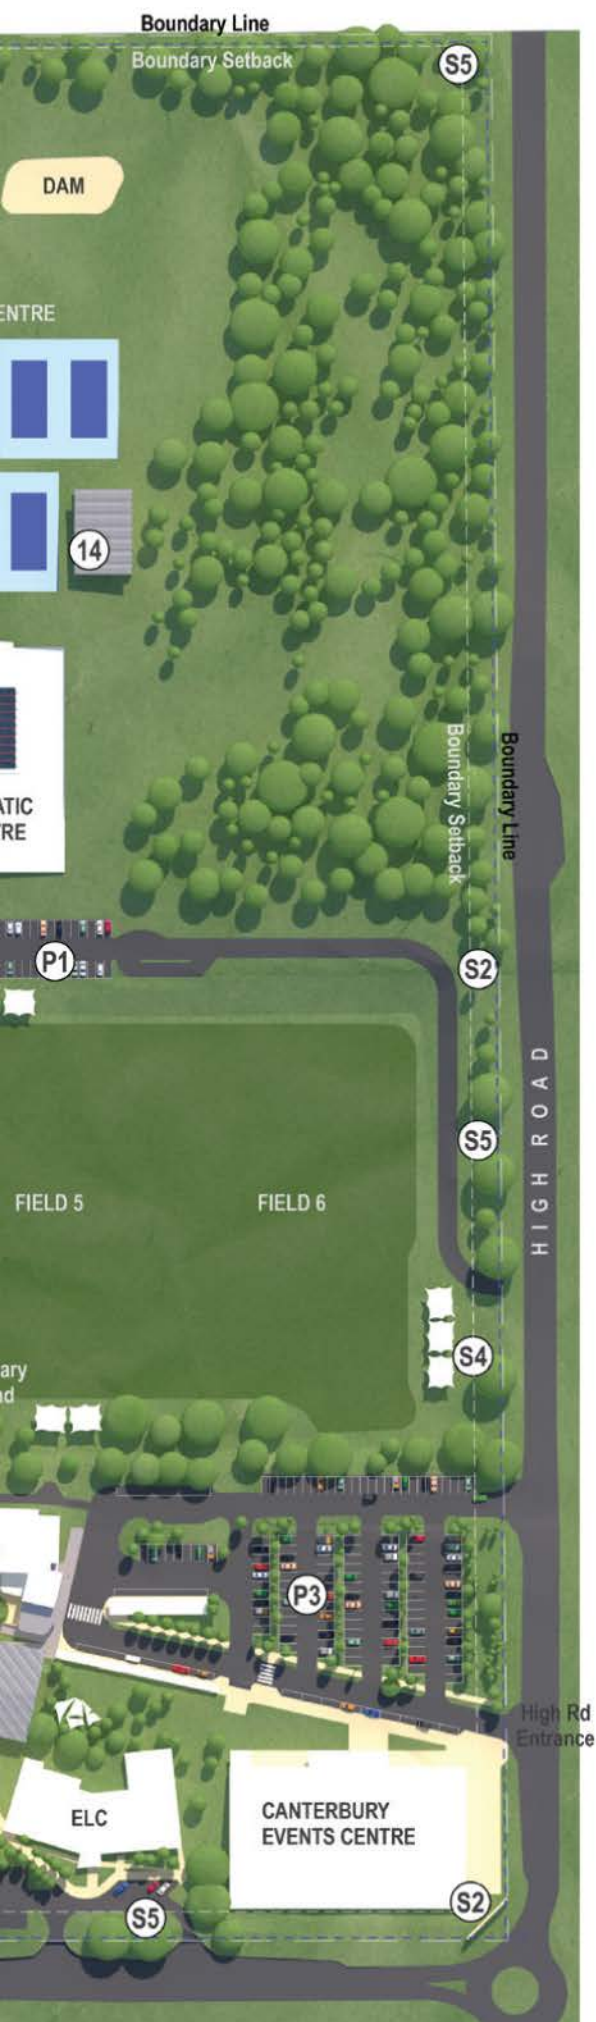 Boundary Line
Boundary Setback
S5
DAM
ENTRE
14
Boundary Setback
Boundary Line
ATIC
RE
P1
S2
HIGH ROAD
S5
FIELD 5
FIELD 6
S4
ary
nd
P3
High Rd
Entrance
ELC
CANTERBURY
EVENTS CENTRE
S2
S5